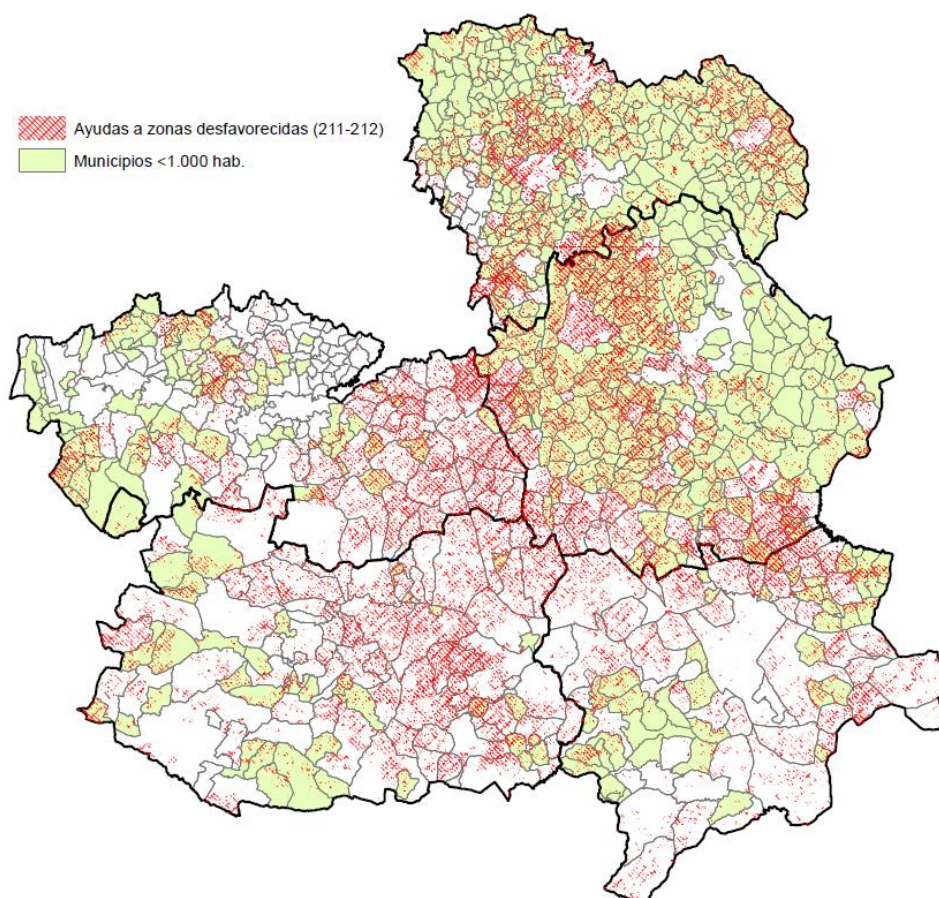 Ayudas a zonas desfavorecidas (211-212)
Municipios <1.000 hab.